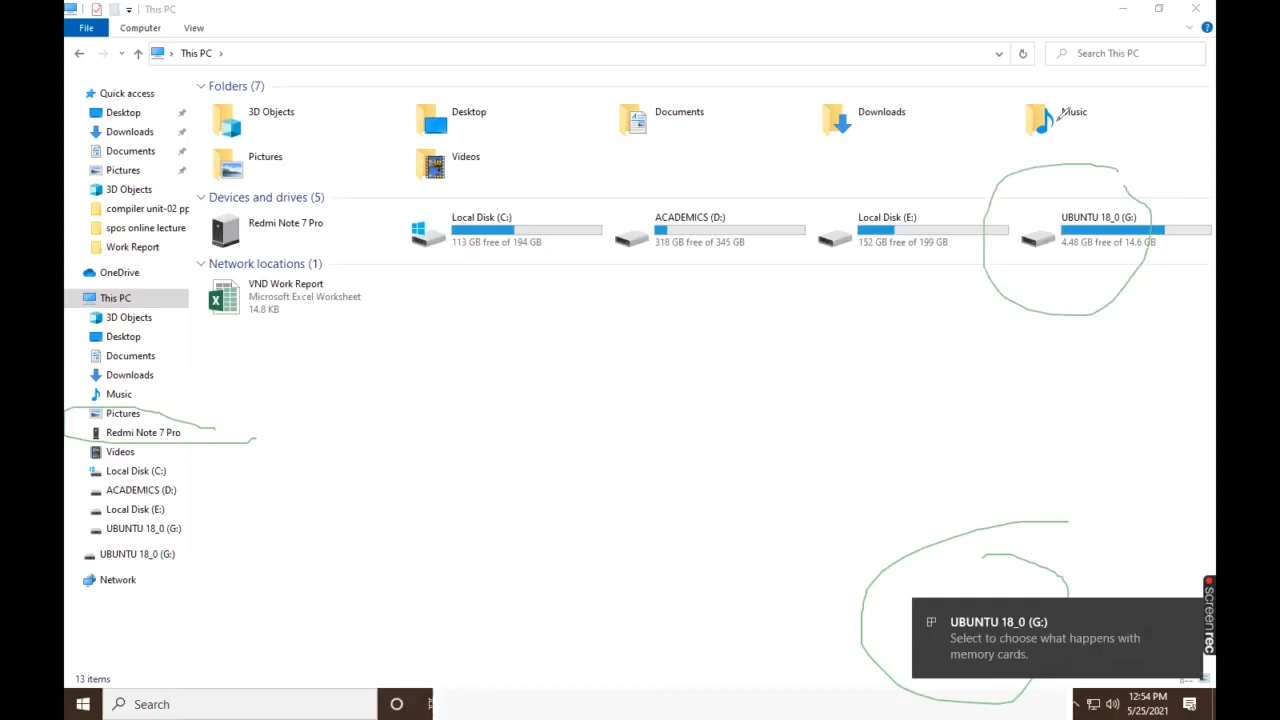 This PC
File Computer View
This PC
Search This PC
Quick access
Desktop
Downloads
Documents
Pictures
3D Objects
compiler unit-02 pp
spos online lecture
Work Report
OneDrive
This PC
3D Objects
Desktop
Documents
Downloads
Music
Pictures
Redmi Note 7 Pro
Videos
Local Disk (C:)
ACADEMICS (D:)
Local Disk (E:)
UBUNTU 18_0 (G:)
UBUNTU 18_0 (G:)
Network
Folders (7)
3D Objects
Desktop
Documents
Downloads
Music
Pictures
Videos
Devices and drives (5)
Redmi Note 7 Pro
Local Disk (C:)
113 GB free of 194 GB
ACADEMICS (D:)
318 GB free of 345 GB
Local Disk (E:)
152 GB free of 199 GB
UBUNTU 18_0 (G:)
4.48 GB free of 14.6 GB
Network locations (1)
VND Work Report
Microsoft Excel Worksheet
14.8 KB
UBUNTU 18_0 (G:)
Select to choose what happens with
memory cards.
screenrec
13 items
Search
12:54 PM
5/25/2021